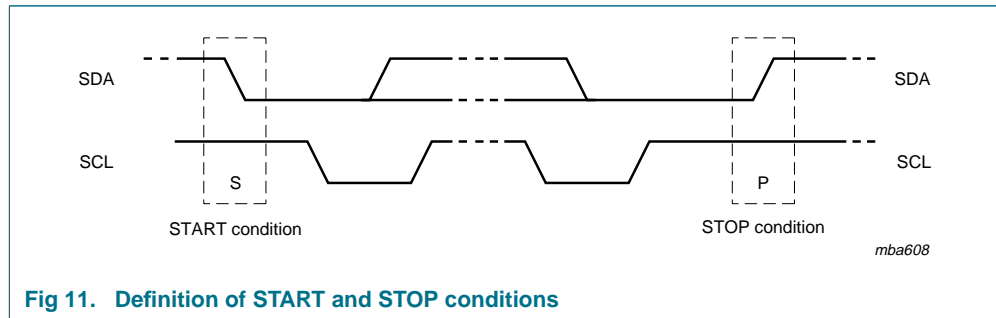 SDA
SDA
SCL
SCL
S
P
START condition
STOP condition
mba608
Fig 11. Definition of START and STOP conditions